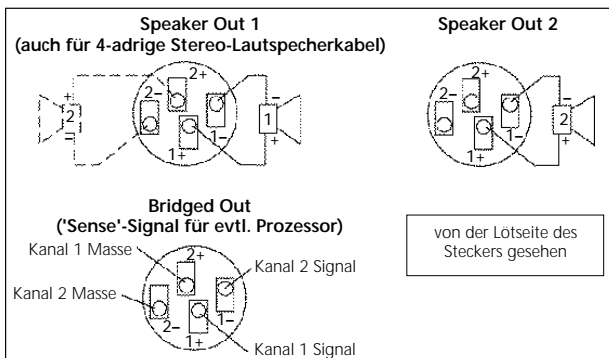 Speaker Out 1
(auch für 4-adrige Stereo-Lautspecherkabel)
2+
2–
1–
1+
+
2
–
–
1
+
Speaker Out 2
2+
2–
1–
1+
–
2
+
Bridged Out
('Sense'-Signal für evtl. Prozessor)
Kanal 1 Masse
2+
Kanal 2 Signal
Kanal 2 Masse
2–
1–
1+
Kanal 1 Signal
von der Lötseite des
Steckers gesehen